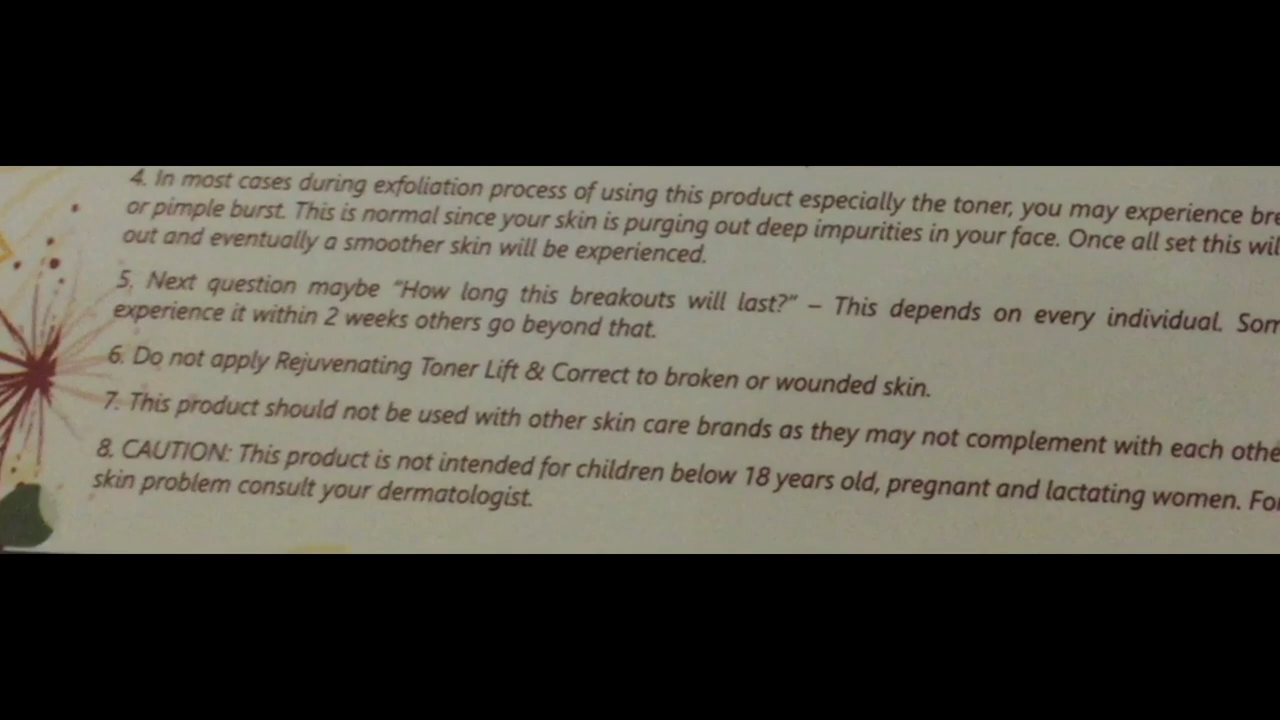 4. In most cases during exfoliation process of using this product especially the toner, you may experience
or pimple burst. This is normal since your skin is purging out deep impurities in your face. Once all set this
out and eventually a smoother skin will be experienced.
5. Next question maybe “How long this breakouts will last?” – This depends on every individual.
experience it within 2 weeks others go beyond that.
6. Do not apply Rejuvenating Toner Lift & Correct to broken or wounded skin.
7. This product should not be used with other skin care brands as they may not complement with each
8. CAUTION: This product is not intended for children below 18 years old, pregnant and lactating women.
skin problem consult your dermatologist.